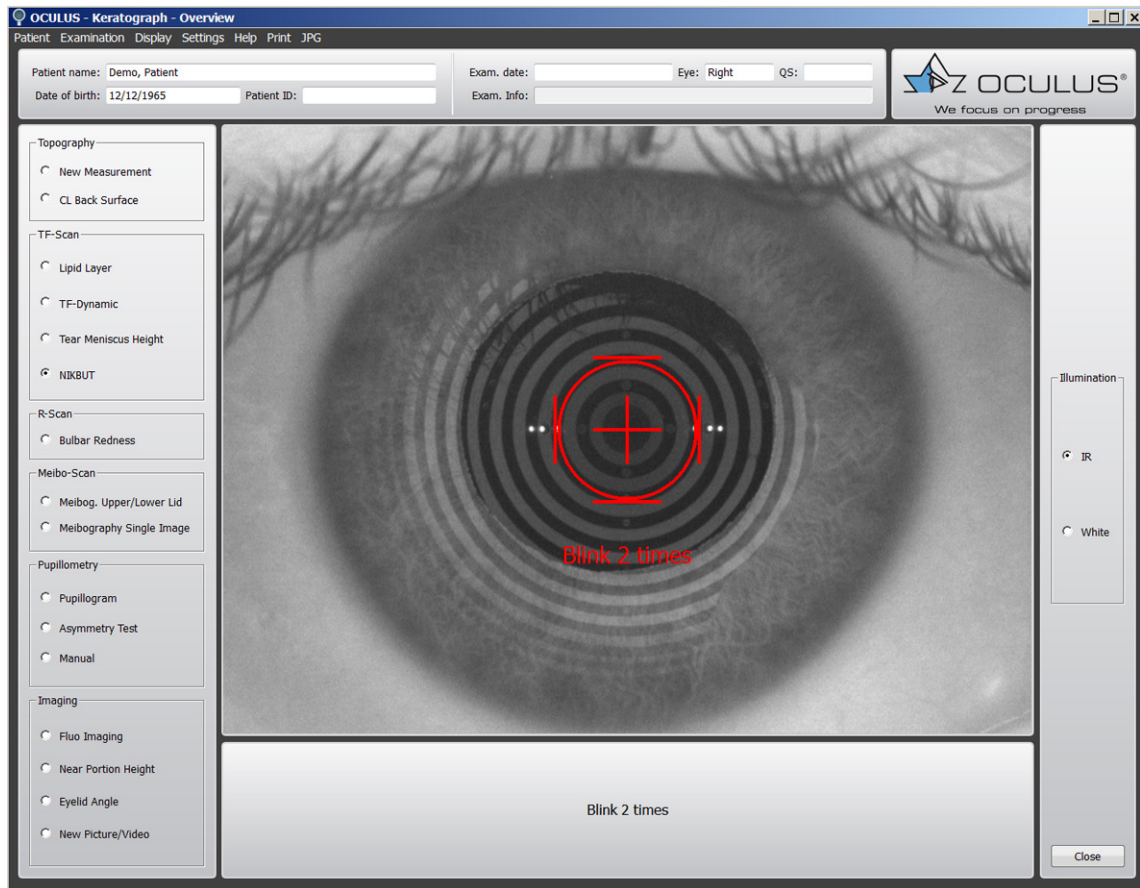 OCULUS - Keratograph - Overview
Patient Examination Display Settings Help Print JPG
Patient name: Demo, Patient
Date of birth: 12/12/1965 Patient ID:
Exam. date: Eye: Right QS:
Exam. Info:
OCULUS®
We focus on progress
Topography
New Measurement
CL Back Surface
TF-Scan
Lipid Layer
TF-Dynamic
Tear Meniscus Height
NIKBUT
R-Scan
Bulbar Redness
Meibo-Scan
Meibog. Upper/Lower Lid
Meibography Single Image
Pupillometry
Pupillogram
Asymmetry Test
Manual
Imaging
Fluo Imaging
Near Portion Height
Eyelid Angle
New Picture/Video
Blink 2 times
Blink 2 times
Illumination
IR
White
Close